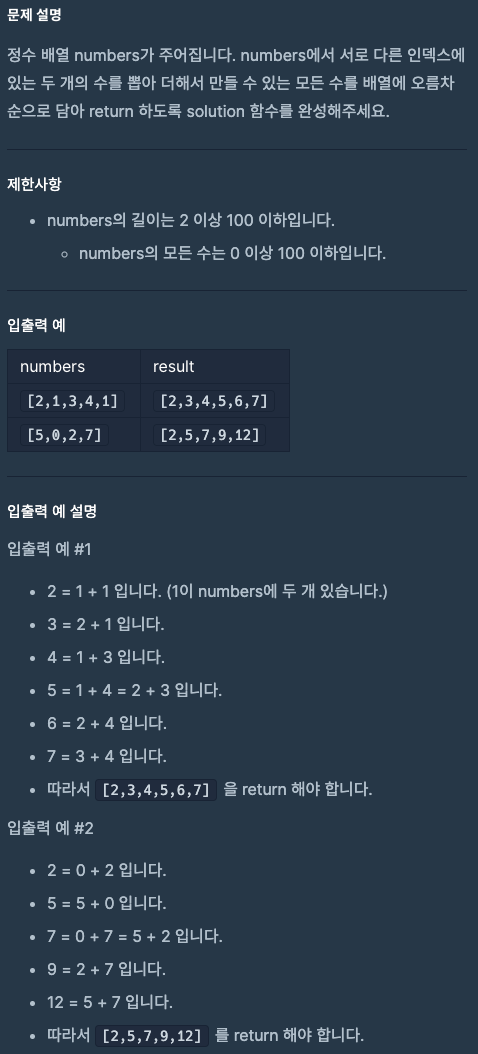 문제 설명
정수 배열 numbers가 주어집니다. numbers에서 서로 다른 인덱스에
있는 두 개의 수를 뽑아 더해서 만들 수 있는 모든 수를 배열에 오름차
순으로 담아 return 하도록 solution 함수를 완성해주세요.
제한사항
• numbers의 길이는 2 이상 100 이하입니다.
◦ numbers의 모든 수는 0 이상 100 이하입니다.
입출력 예
numbers result
[2,1,3,4,1] [2,3,4,5,6,7]
[5,0,2,7] [2,5,7,9,12]
입출력 예 설명
입출력 예 #1
• 2 = 1 + 1 입니다. (1이 numbers에 두 개 있습니다.)
• 3 = 2 + 1 입니다.
• 4 = 1 + 3 입니다.
• 5 = 1 + 4 = 2 + 3 입니다.
• 6 = 2 + 4 입니다.
• 7 = 3 + 4 입니다.
• 따라서 [2,3,4,5,6,7] 을 return 해야 합니다.
입출력 예 #2
• 2 = 0 + 2 입니다.
• 5 = 5 + 0 입니다.
• 7 = 0 + 7 = 5 + 2 입니다.
• 9 = 2 + 7 입니다.
• 12 = 5 + 7 입니다.
• 따라서 [2,5,7,9,12] 를 return 해야 합니다.